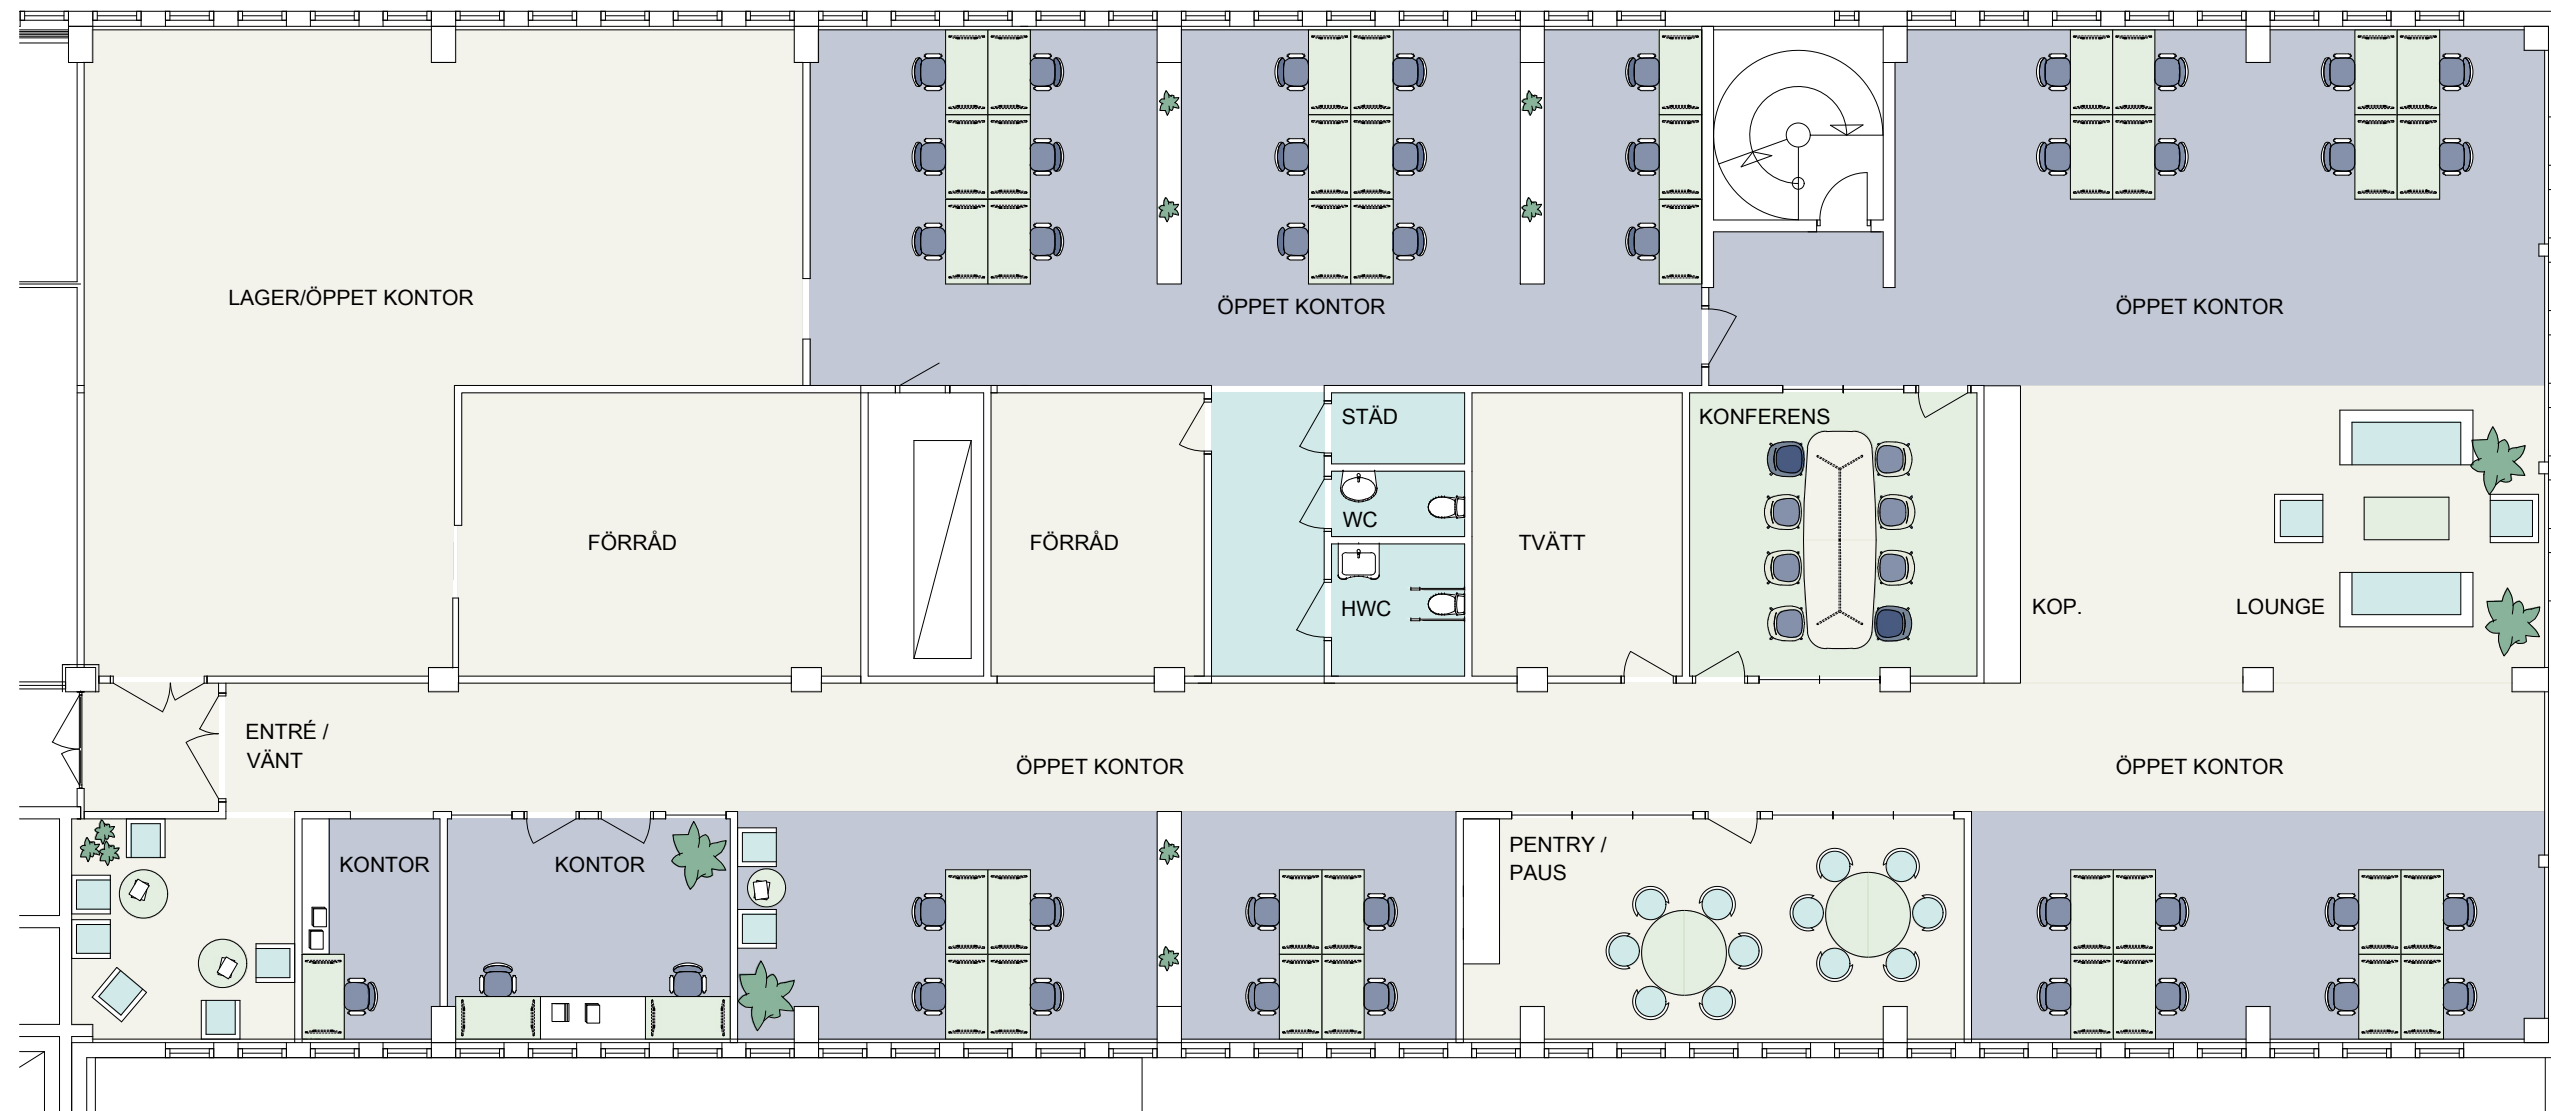 LAGER/ÖPPET KONTOR
ÖPPET KONTOR
ÖPPET KONTOR
STÄD
KONFERENS
WC
FÖRRÅD
FÖRRÅD
TVÄTT
HWC
KOP.
LOUNGE
ENTRÉ /
VÄNT
ÖPPET KONTOR
ÖPPET KONTOR
KONTOR
KONTOR
PENTRY /
PAUS